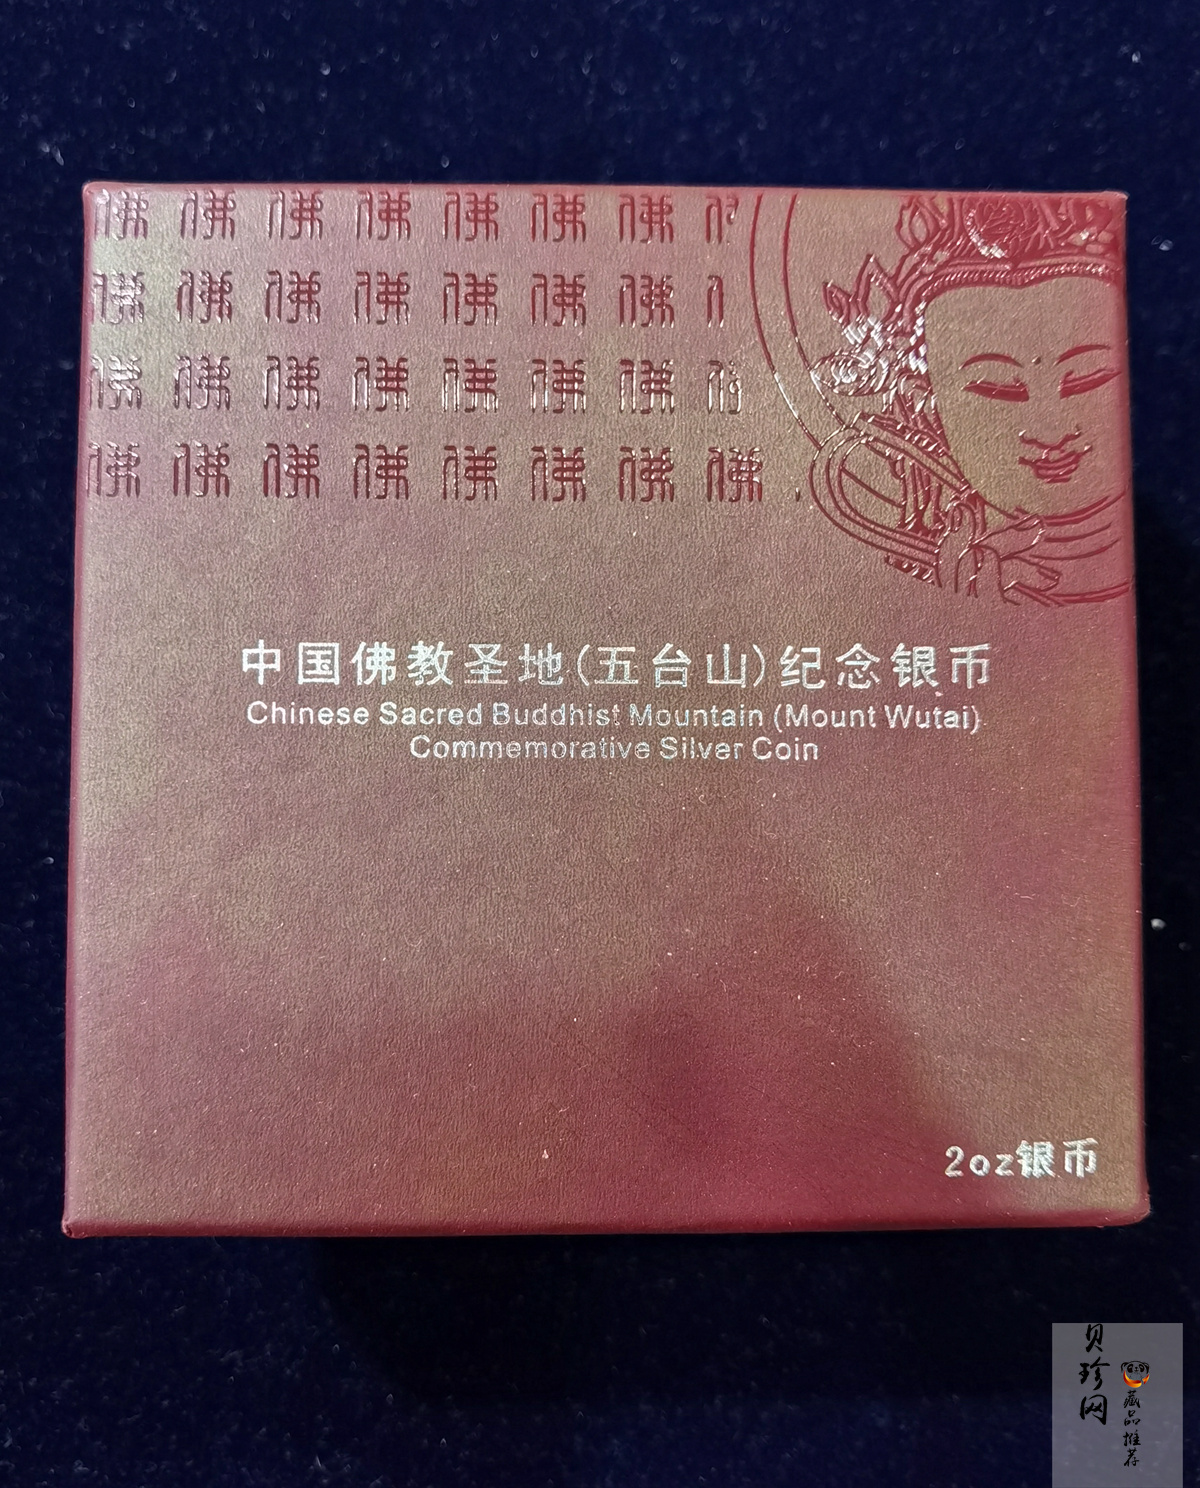 佛 佛 佛 佛 佛 佛 佛
佛 佛 佛 佛 佛 佛 佛
佛 佛 佛 佛 佛 佛 佛
佛 佛 佛 佛 佛 佛 佛 佛
中国佛教圣地(五台山)纪念银币
Chinese Sacred Buddhist Mountain (Mount Wutai)
Commemorative Silver Coin
2oz银币
贝珍网
藏品推荐